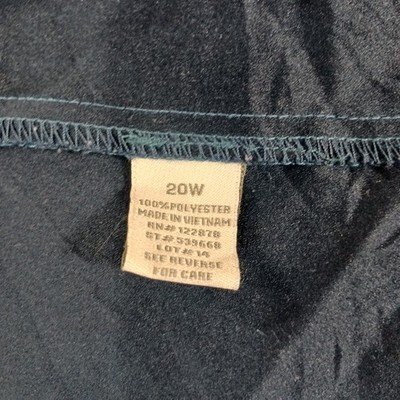 20W
100%POLYESTER
MADE IN VIETNAM
RN# 122878
ST# 539668
LOT# 14
SEE REVERSE
FOR CARE